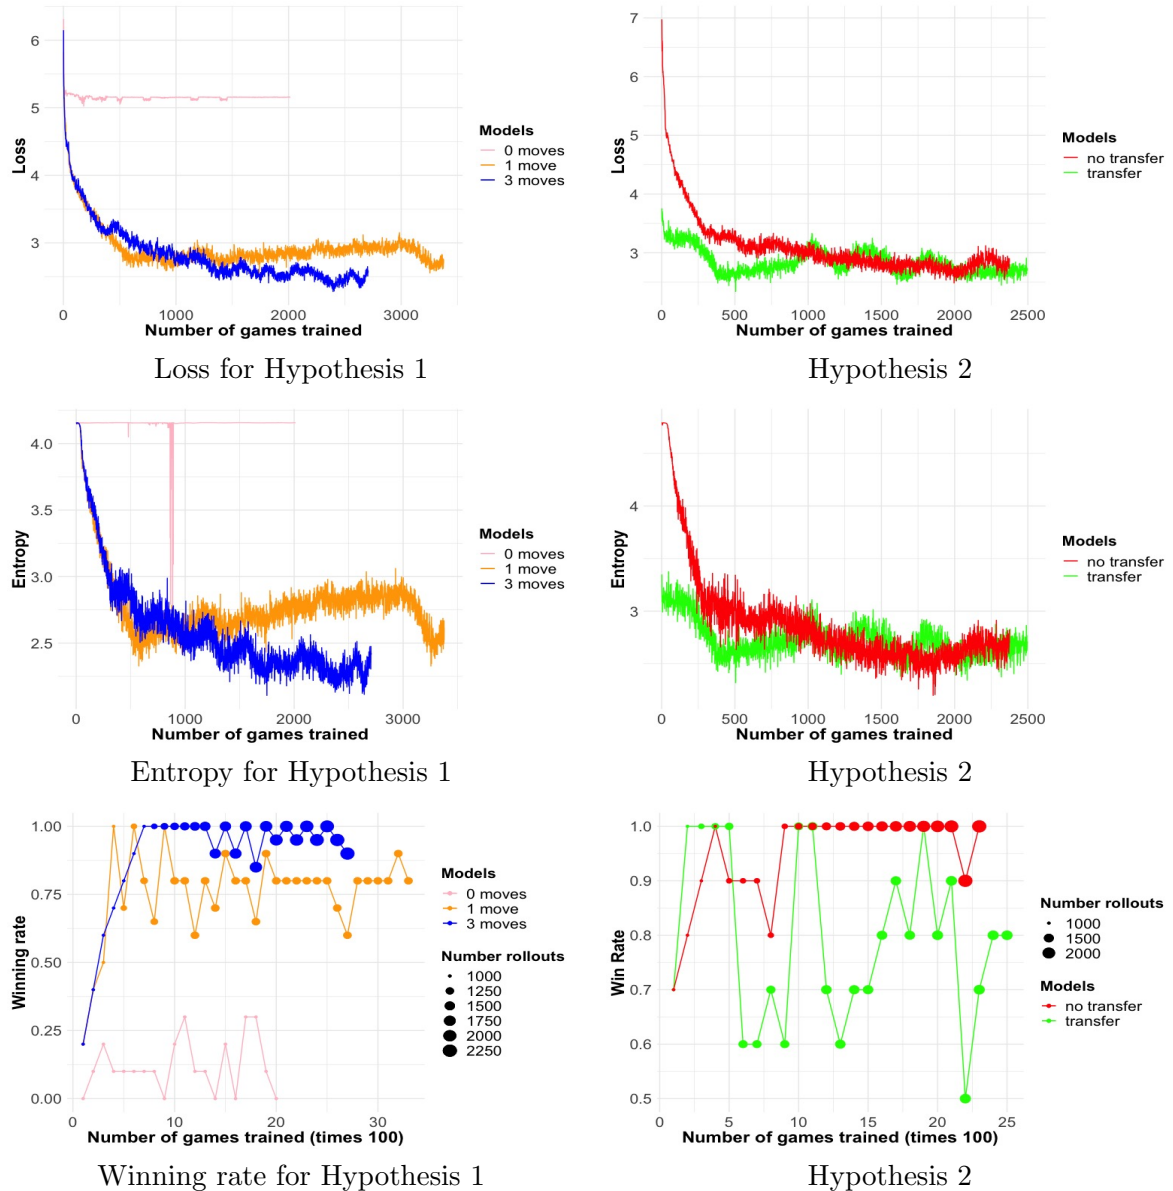 6
5
4
3
Loss
0
1000
2000
3000
Number of games trained
Models
0 moves
1 move
3 moves
Loss for Hypothesis 1
7
6
5
4
3
Loss
0
500
1000
1500
2000
2500
Number of games trained
Models
no transfer
transfer
Hypothesis 2
4.0
3.5
3.0
2.5
Entropy
0
1000
2000
3000
Number of games trained
Models
0 moves
1 move
3 moves
Entropy for Hypothesis 1
4
3
Entropy
0
500
1000
1500
2000
2500
Number of games trained
Models
no transfer
transfer
Hypothesis 2
1.00
0.75
0.50
0.25
0.00
Winning rate
0
10
20
30
Number of games trained (times 100)
Models
0 moves
1 move
3 moves
Number rollouts
1000
1250
1500
1750
2000
2250
Winning rate for Hypothesis 1
1.0
0.9
0.8
0.7
0.6
0.5
Win Rate
0
5
10
15
20
25
Number of games trained (times 100)
Number rollouts
1000
1500
2000
Models
no transfer
transfer
Hypothesis 2